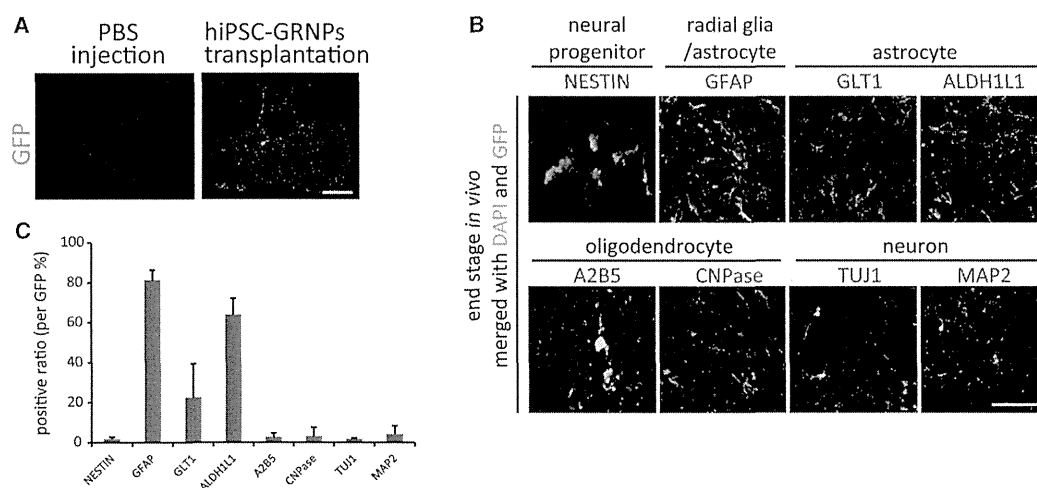 A
PBS
injection
hiPSC-GRNPs
transplantation
GFP
B
neural
progenitor
NESTIN
radial glia
/astrocyte
GFAP
astrocyte
GLT1
ALDH1L1
oligodendrocyte
A2B5
CNPase
neuron
TUJ1
MAP2
end stage in vivo
merged with DAPI and GFP
C
positive ratio (per GFP %)
100
80
60
40
20
0
NESTIN
GFAP
GLT1
ALDH1L1
A2B5
CNPase
TUJ1
MAP2